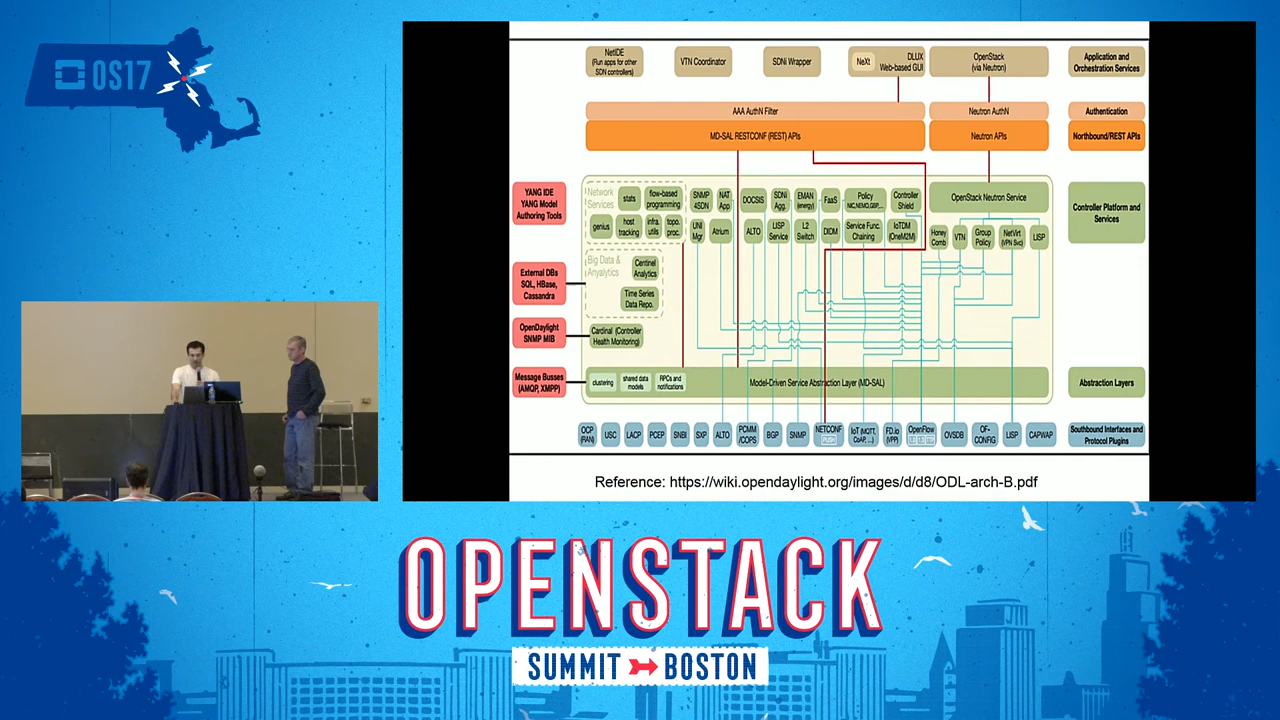 OS17
NetIDE
(Run apps for other
SDN controllers)
VTN Coordinator
SDNi Wrapper
NeXt
DLUX
Web-based GUI
OpenStack
(via Neutron)
Application and
Orchestration Services
AAA AuthN Filter
Neutron AuthN
Authentication
MD-SAL RESTCONF (REST) APIs
Neutron APIs
Northbound/REST APIs
YANG IDE
YANG Model
Authoring Tools
Network
Services
stats
flow-based
programming
genius
host
tracking
infra.
utils
topo.
proc.
SNMP
4SDN
NAT
App
DOCSIS
SDNi
Agg.
EMAN
(energy)
FaaS
Policy
NIC,NEMO,GBP,...
Controller
Shield
UNI
Mgr
Atrium
ALTO
LISP
Service
L2
Switch
DIDM
Service Func.
Chaining
IoTDM
(OneM2M)
OpenStack Neutron Service
Honey
Comb
VTN
Group
Policy
NetVirt
(VPN Svc)
LISP
Controller Platform and
Services
External DBs
SQL, HBase,
Cassandra
Big Data &
Anyalytics
Centinel
Analytics
Time Series
Data Repo.
OpenDaylight
SNMP MIB
Cardinal (Controller
Health Monitoring)
Message Busses
(AMQP, XMPP)
clustering
shared data
models
RPCs and
notifications
Model-Driven Service Abstraction Layer (MD-SAL)
Abstraction Layers
OCP
(RAN)
USC
LACP
PCEP
SNBI
SXP
ALTO
PCMM
/COPS
BGP
SNMP
NETCONF
PUSH
IoT (MQTT,
CoAP, ...)
FD.io
(VPP)
OpenFlow
OVSDB
OF-
CONFIG
LISP
CAPWAP
Southbound Interfaces and
Protocol Plugins
Reference: https://wiki.opendaylight.org/images/d/d8/ODL-arch-B.pdf
OPENSTACK
SUMMIT BOSTON